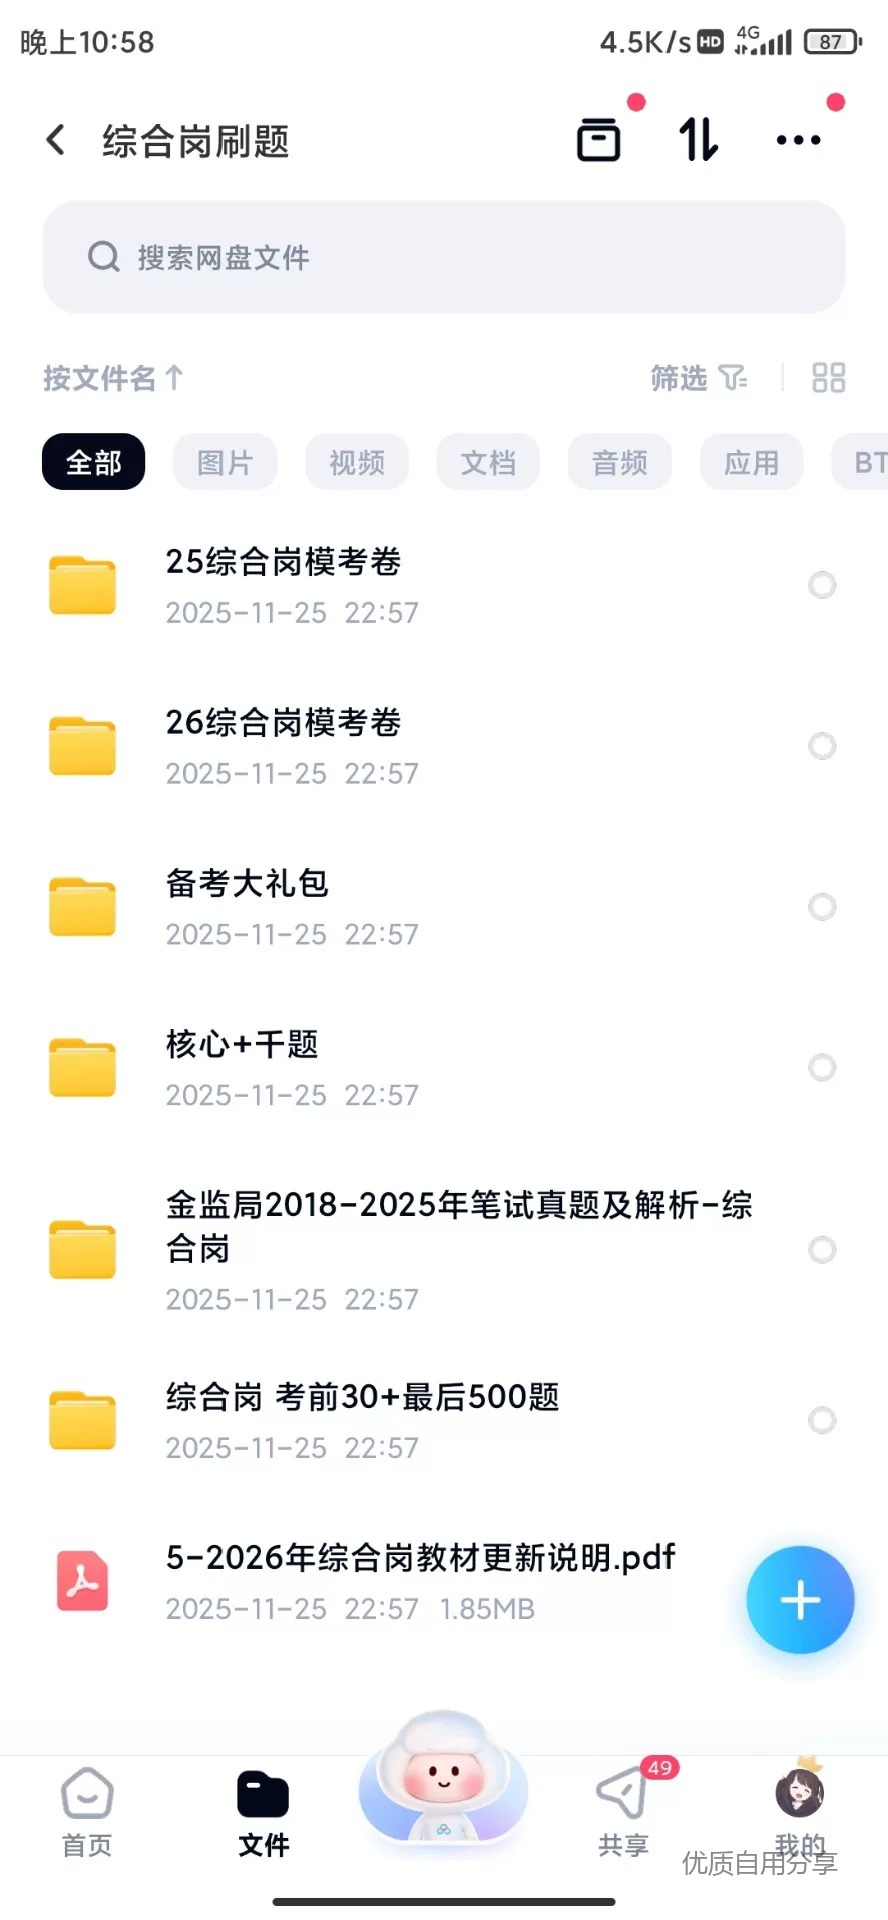 晚上10:58
4.5K/s HD 4G 87
综合岗刷题
搜索网盘文件
按文件名↑
筛选
全部 图片 视频 文档 音频 应用 BT
25综合岗模考卷
2025-11-25 22:57
26综合岗模考卷
2025-11-25 22:57
备考大礼包
2025-11-25 22:57
核心+千题
2025-11-25 22:57
金监局2018-2025年笔试真题及解析-综
合岗
2025-11-25 22:57
综合岗 考前30+最后500题
2025-11-25 22:57
5-2026年综合岗教材更新说明.pdf
2025-11-25 22:57 1.85MB
49
首页 文件 共享 我的
优质自用分享